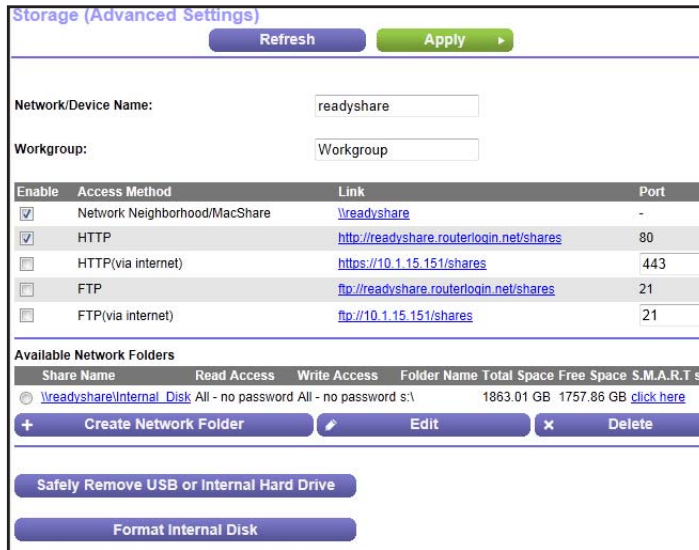 Storage (Advanced Settings)
Refresh Apply
Network/Device Name: readyshare
Workgroup: Workgroup
Enable Access Method Link Port
Network Neighborhood/MacShare \\readyshare -
HTTP http://readyshare.routerlogin.net/shares 80
HTTP(via internet) https://10.1.15.151/shares 443
FTP ftp://readyshare.routerlogin.net/shares 21
FTP(via internet) ftp://10.1.15.151/shares 21
Available Network Folders
Share Name Read Access Write Access Folder Name Total Space Free Space S.M.A.R.T s
\\readyshare\Internal_Disk All - no password All - no password s:\ 1863.01 GB 1757.86 GB click here
+ Create Network Folder Edit x Delete
Safely Remove USB or Internal Hard Drive
Format Internal Disk